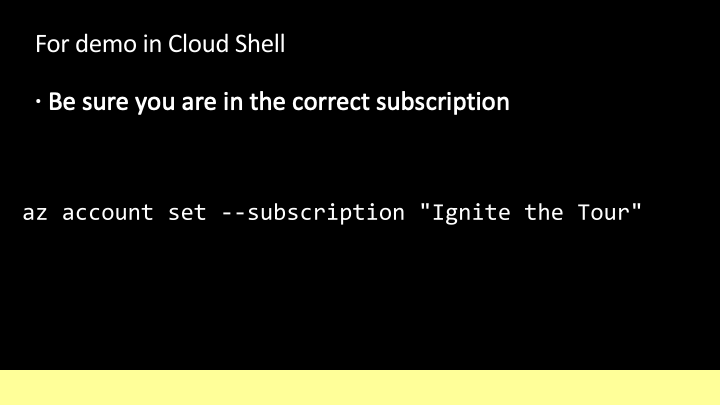 For demo in Cloud Shell
· Be sure you are in the correct subscription
az account set --subscription "Ignite the Tour"